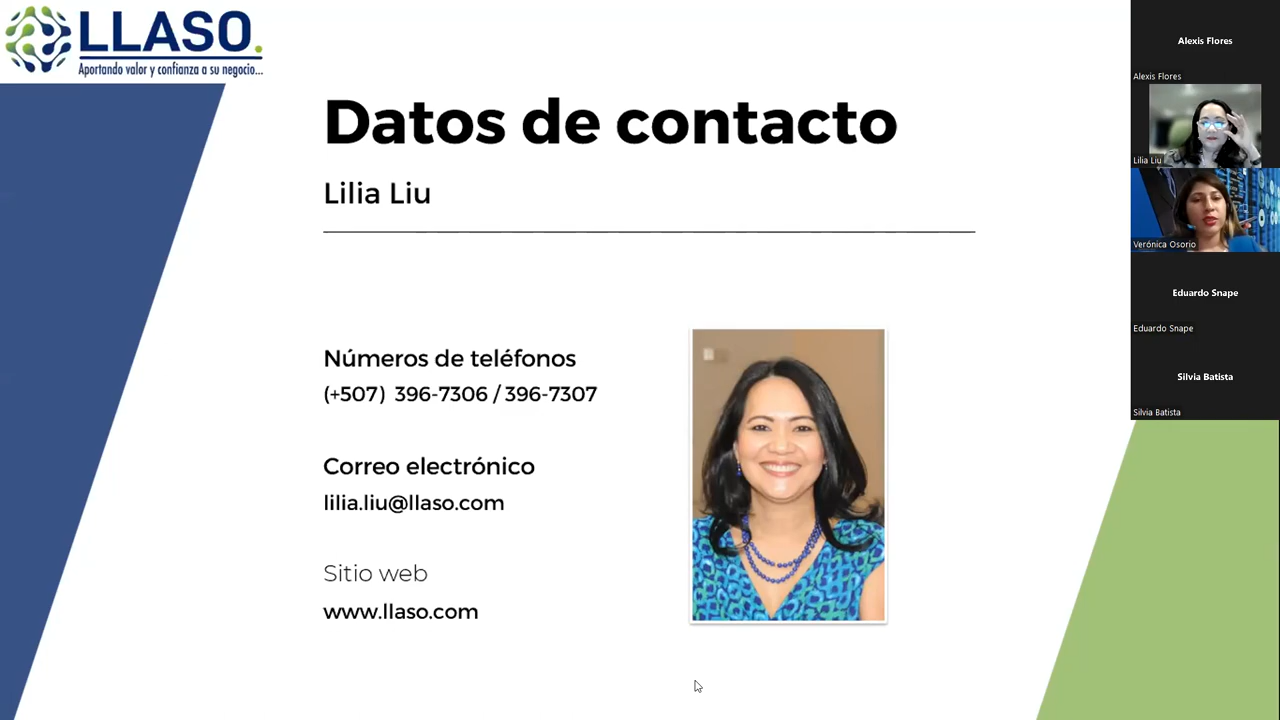 LLASO.
Aportando valor y confianza a su negocio...
Datos de contacto
Lilia Liu
Números de teléfonos
(+507) 396-7306 / 396-7307
Correo electrónico
lilia.liu@llaso.com
Sitio web
www.llaso.com
Alexis Flores
Alexis Flores
Lilia Liu
Verónica Osorio
Eduardo Snape
Eduardo Snape
Silvia Batista
Silvia Batista